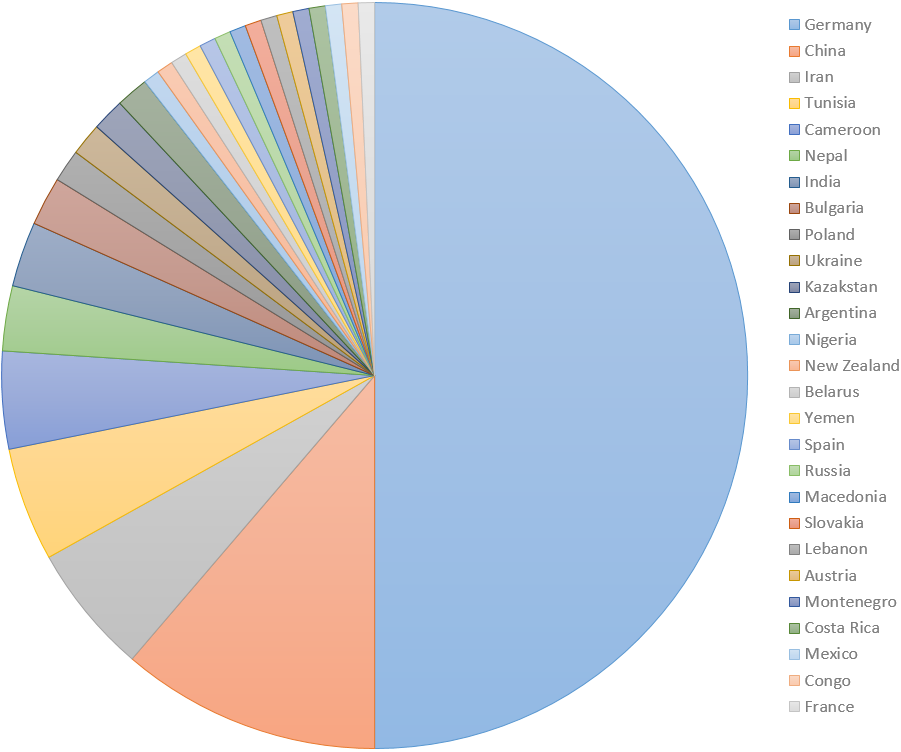 Germany
China
Iran
Tunisia
Cameroon
Nepal
India
Bulgaria
Poland
Ukraine
Kazakstan
Argentina
Nigeria
New Zealand
Belarus
Yemen
Spain
Russia
Macedonia
Slovakia
Lebanon
Austria
Montenegro
Costa Rica
Mexico
Congo
France